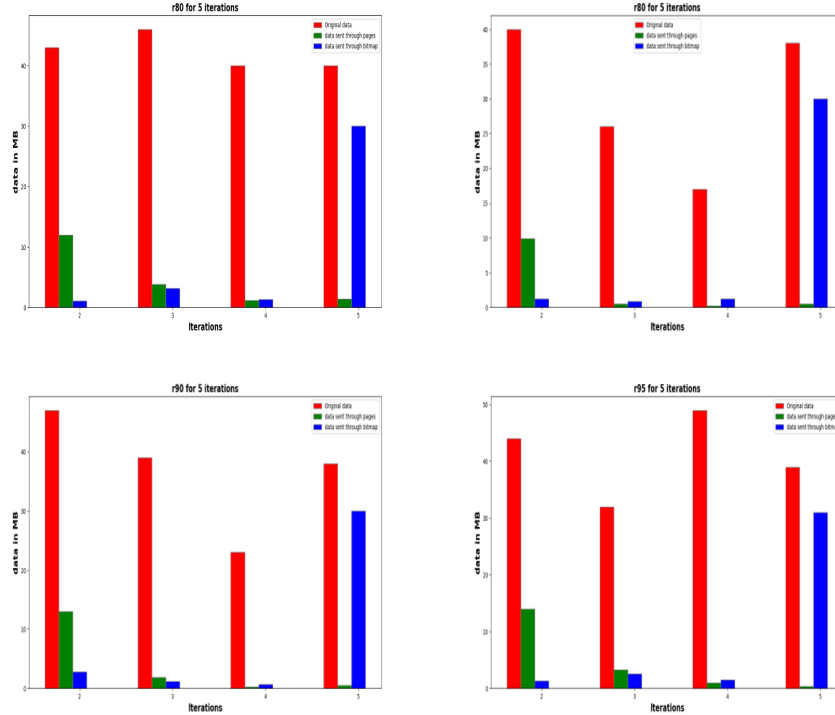 r80 for 5 iterations
Original data
data sent through pages
data sent through bitmap
40
30
20
10
0
data in MB
2 3 4 5
Iterations
r80 for 5 iterations
Original data
data sent through pages
data sent through bitmap
40
35
30
25
20
15
10
5
0
data in MB
2 3 4 5
Iterations
r90 for 5 iterations
Original data
data sent through pages
data sent through bitmap
40
30
20
10
0
data in MB
2 3 4 5
Iterations
r95 for 5 iterations
Original data
data sent through page
data sent through bitm
50
40
30
20
10
0
data in MB
2 3 4 5
Iterations